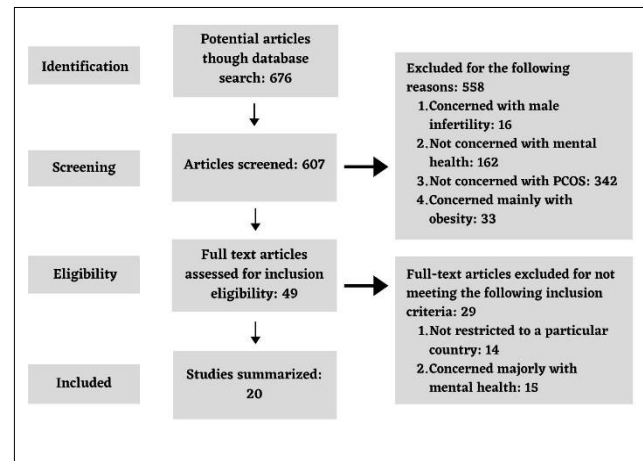 Identification
Potential articles
though database
search: 676
Screening
Articles screened: 607
Excluded for the following
reasons: 558
1.Concerned with male
infertility: 16
2.Not concerned with mental
health: 162
3.Not concerned with PCOS: 342
4.Concerned mainly with
obesity: 33
Eligibility
Full text articles
assessed for inclusion
eligibility: 49
Full-text articles excluded for not
meeting the following inclusion
criteria: 29
1.Not restricted to a particular
country: 14
2.Concerned majorly with
mental health: 15
Included
Studies summarized:
20